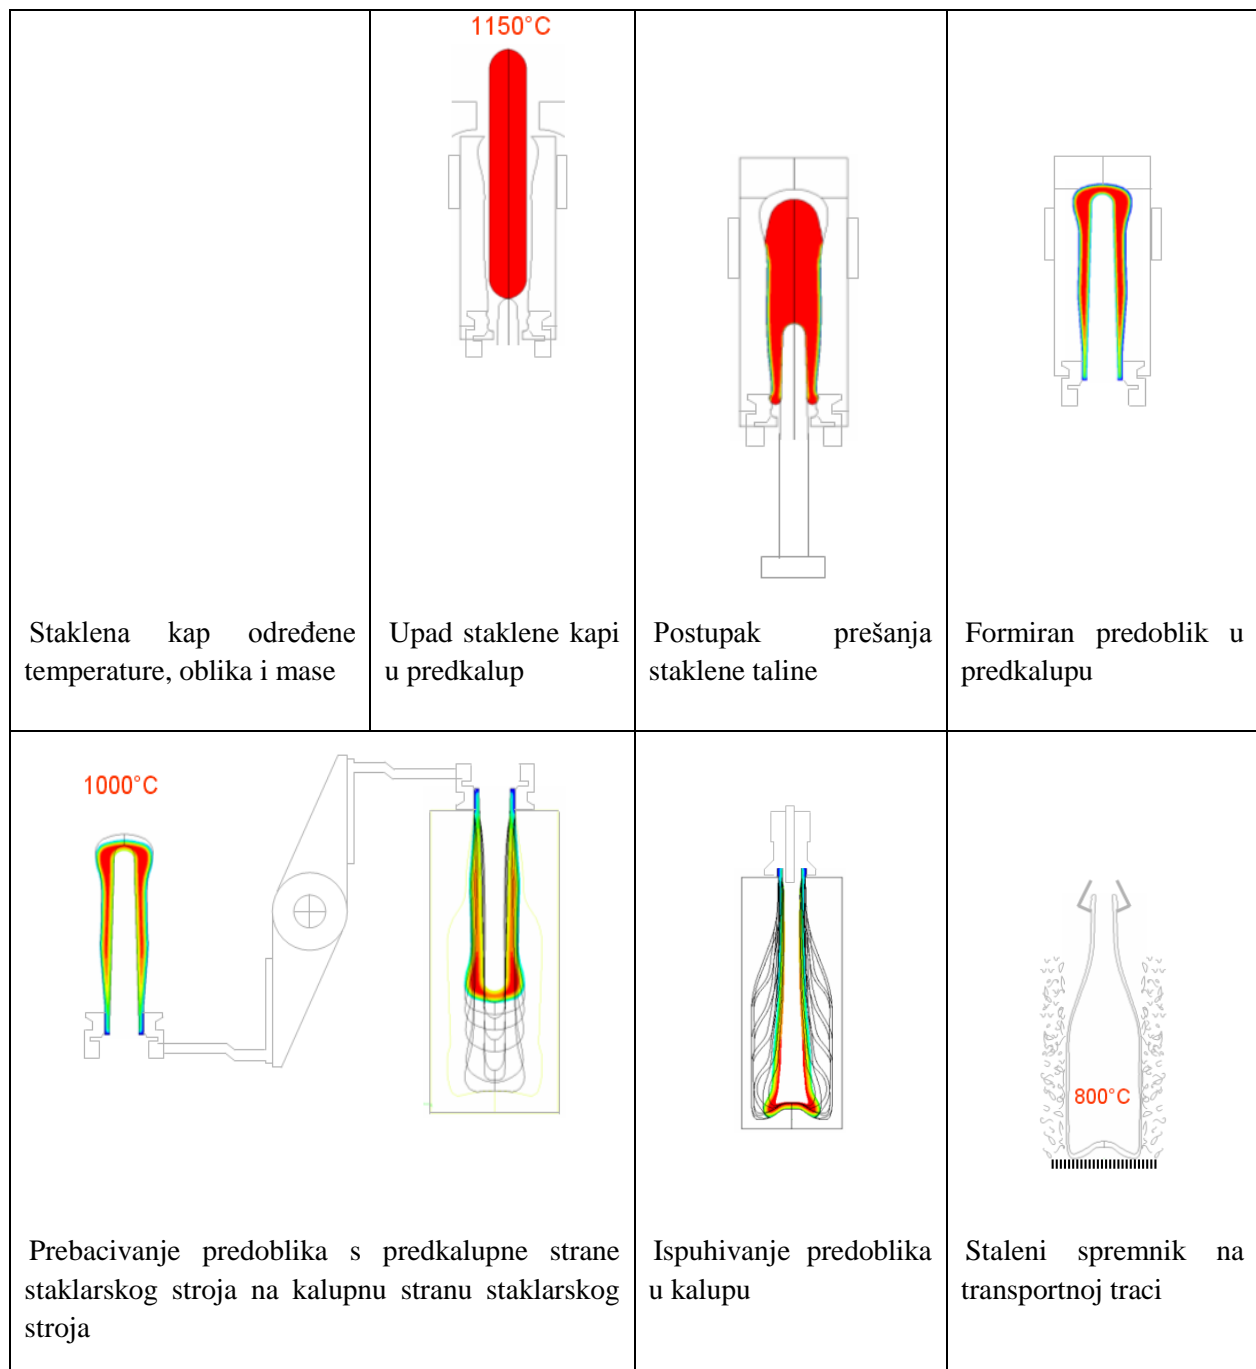 1150°C
Staklena kap određene
temperature, oblika i mase
Upad staklene kapi
u predkalup
Postupak prešanja
staklene taline
Formiran predoblik u
predkalupu
1000°C
Prebacivanje predoblika s predkalupne strane
staklarskog stroja na kalupnu stranu staklarskog
stroja
Ispuhivanje predoblika
u kalupu
800°C
Staleni spremnik na
transportnoj traci